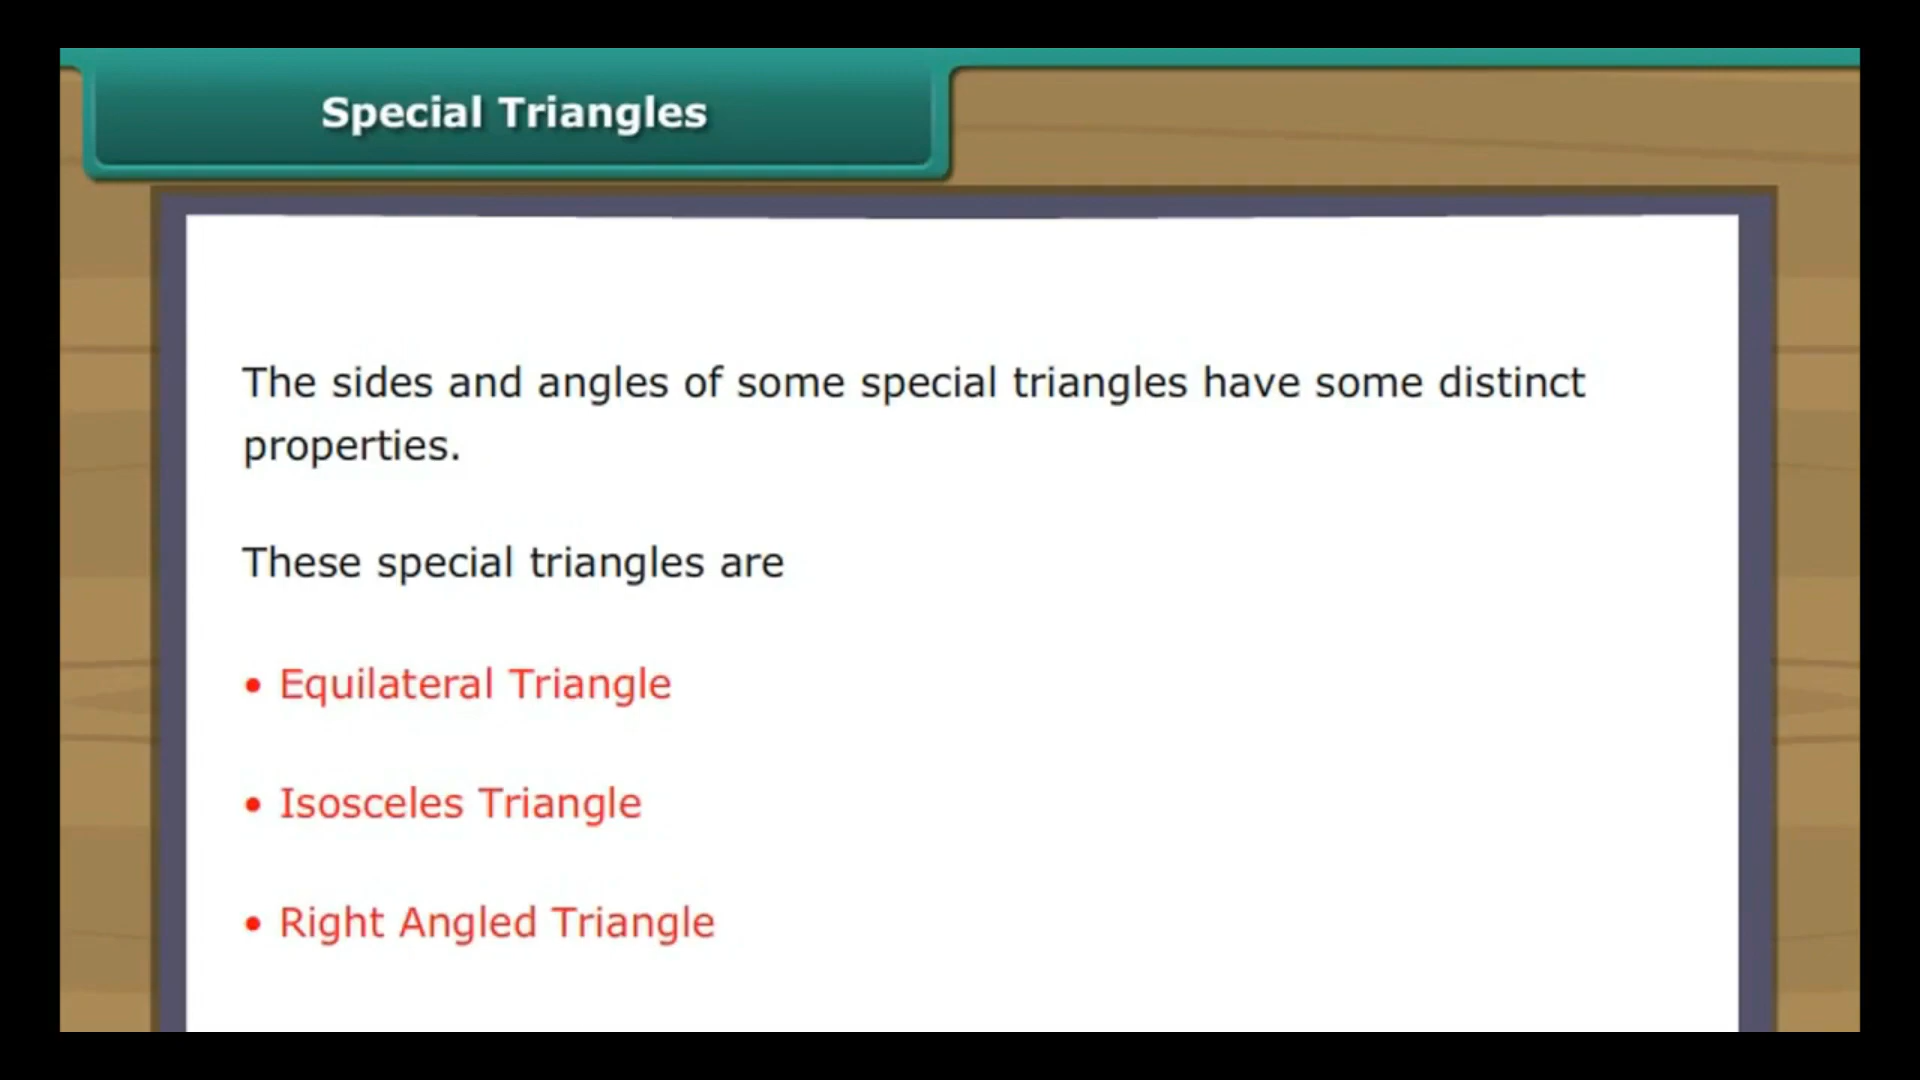 Special Triangles
The sides and angles of some special triangles have some distinct
properties.
These special triangles are
• Equilateral Triangle
• Isosceles Triangle
• Right Angled Triangle